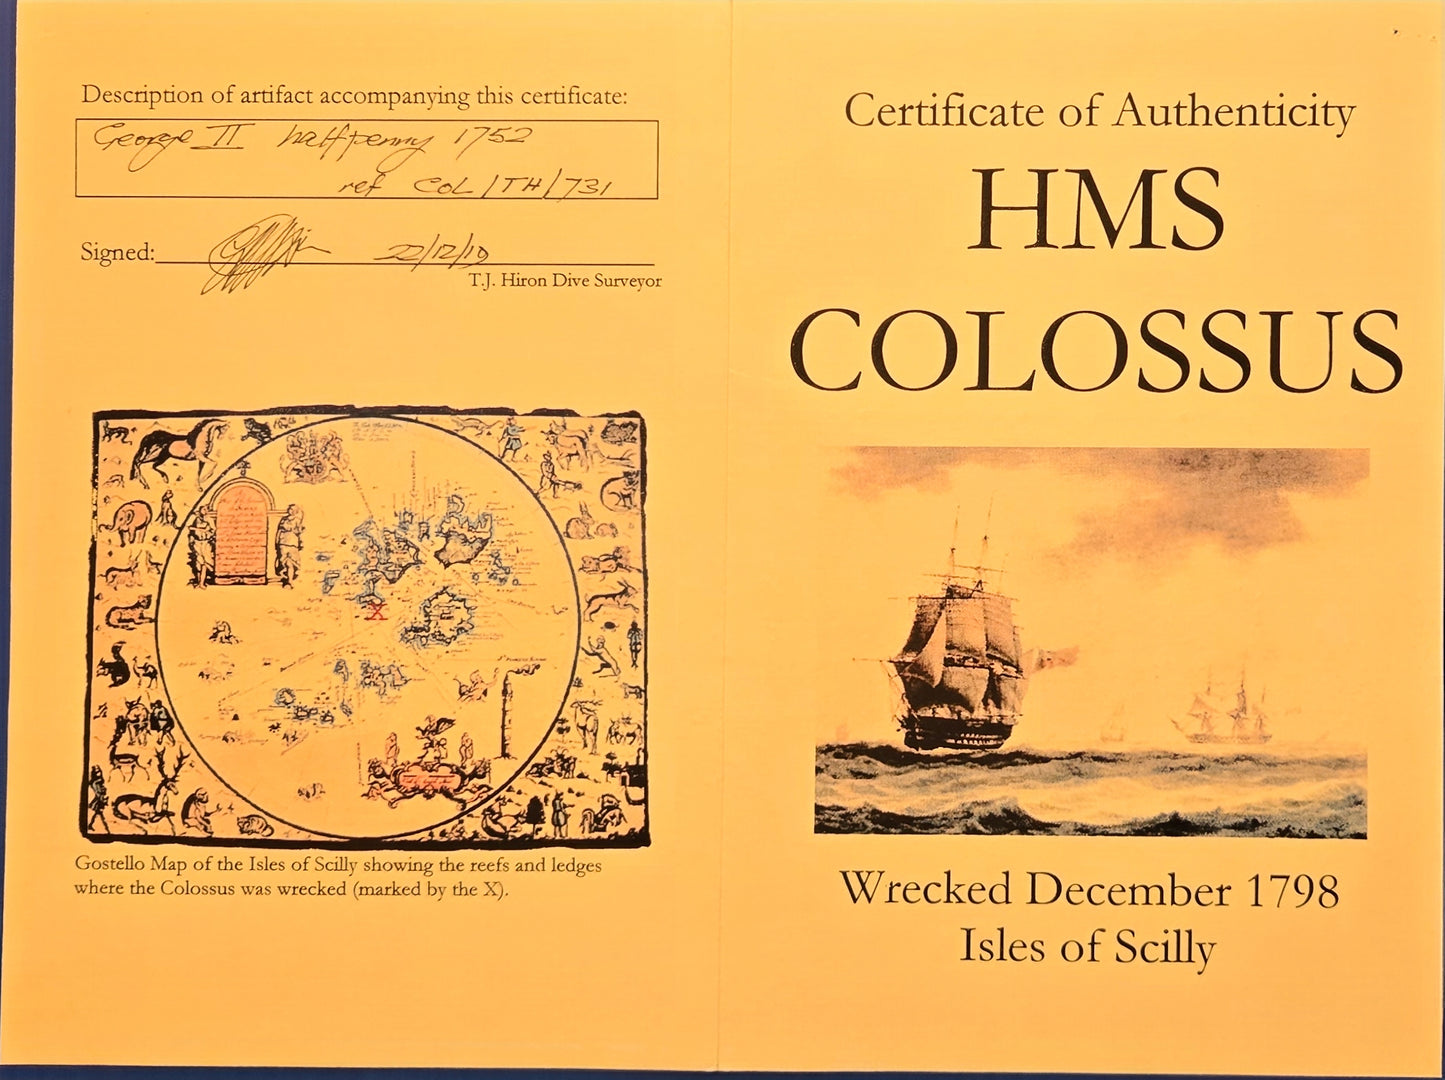 Description of artifact accompanying this certificate:
George II halfpenny 1752
ref COL/TH/731
Signed: 22/12/19
T.J. Hiron Dive Surveyor
X
Gostello Map of the Isles of Scilly showing the reefs and ledges
where the Colossus was wrecked (marked by the X).
Certificate of Authenticity
HMS
COLOSSUS
Wrecked December 1798
Isles of Scilly